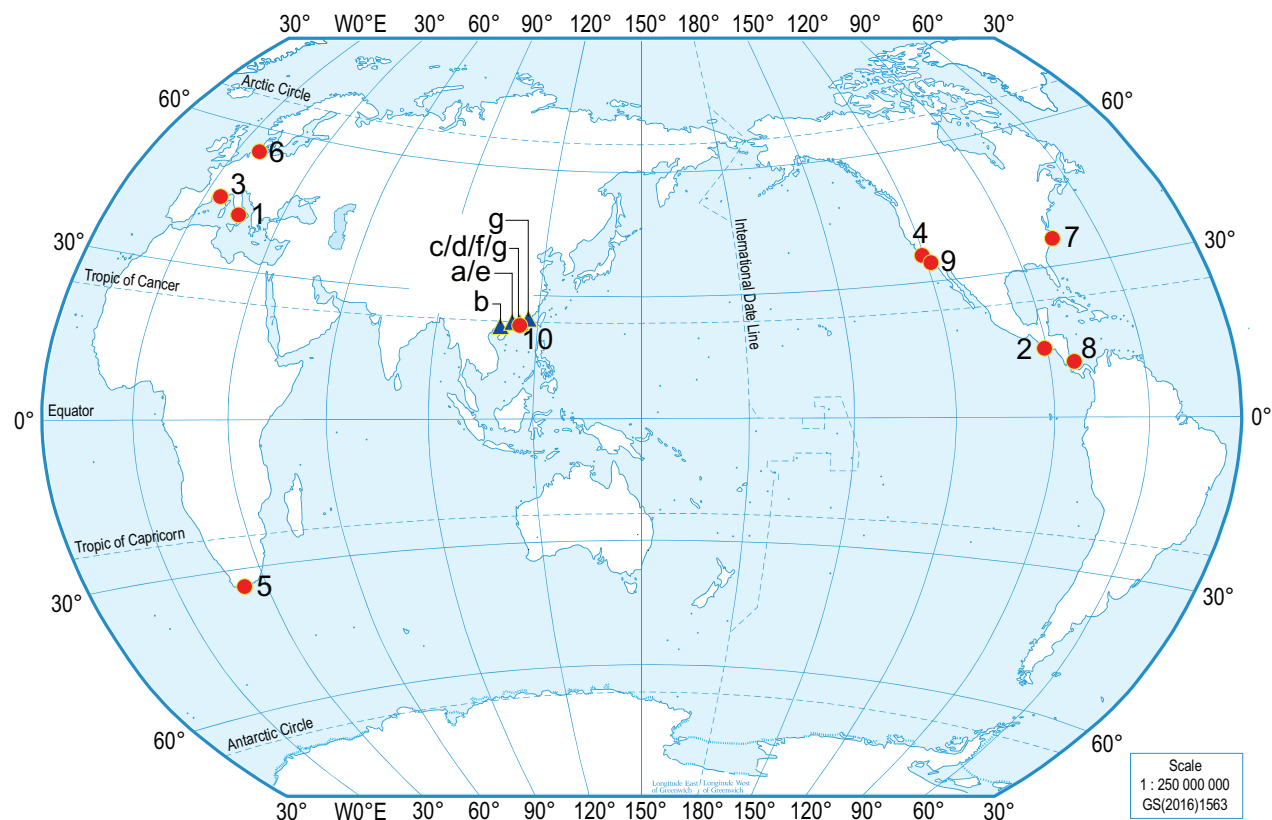 30° W0°E 30° 60° 90° 120° 150° 180° 150° 120° 90° 60° 30°
Arctic Circle
60°
60°
6
3
1
g
c/d/f/g
a/e
b
10
International Date Line
4
9
7
30°
30°
Tropic of Cancer
2
8
Equator
0°
0°
Tropic of Capricorn
5
30°
30°
Antarctic Circle
60°
60°
Longitude East Longitude West
of Greenwich of Greenwich
Scale
1 : 250 000 000
GS(2016)1563
30° W0°E 30° 60° 90° 120° 150° 180° 150° 120° 90° 60° 30°